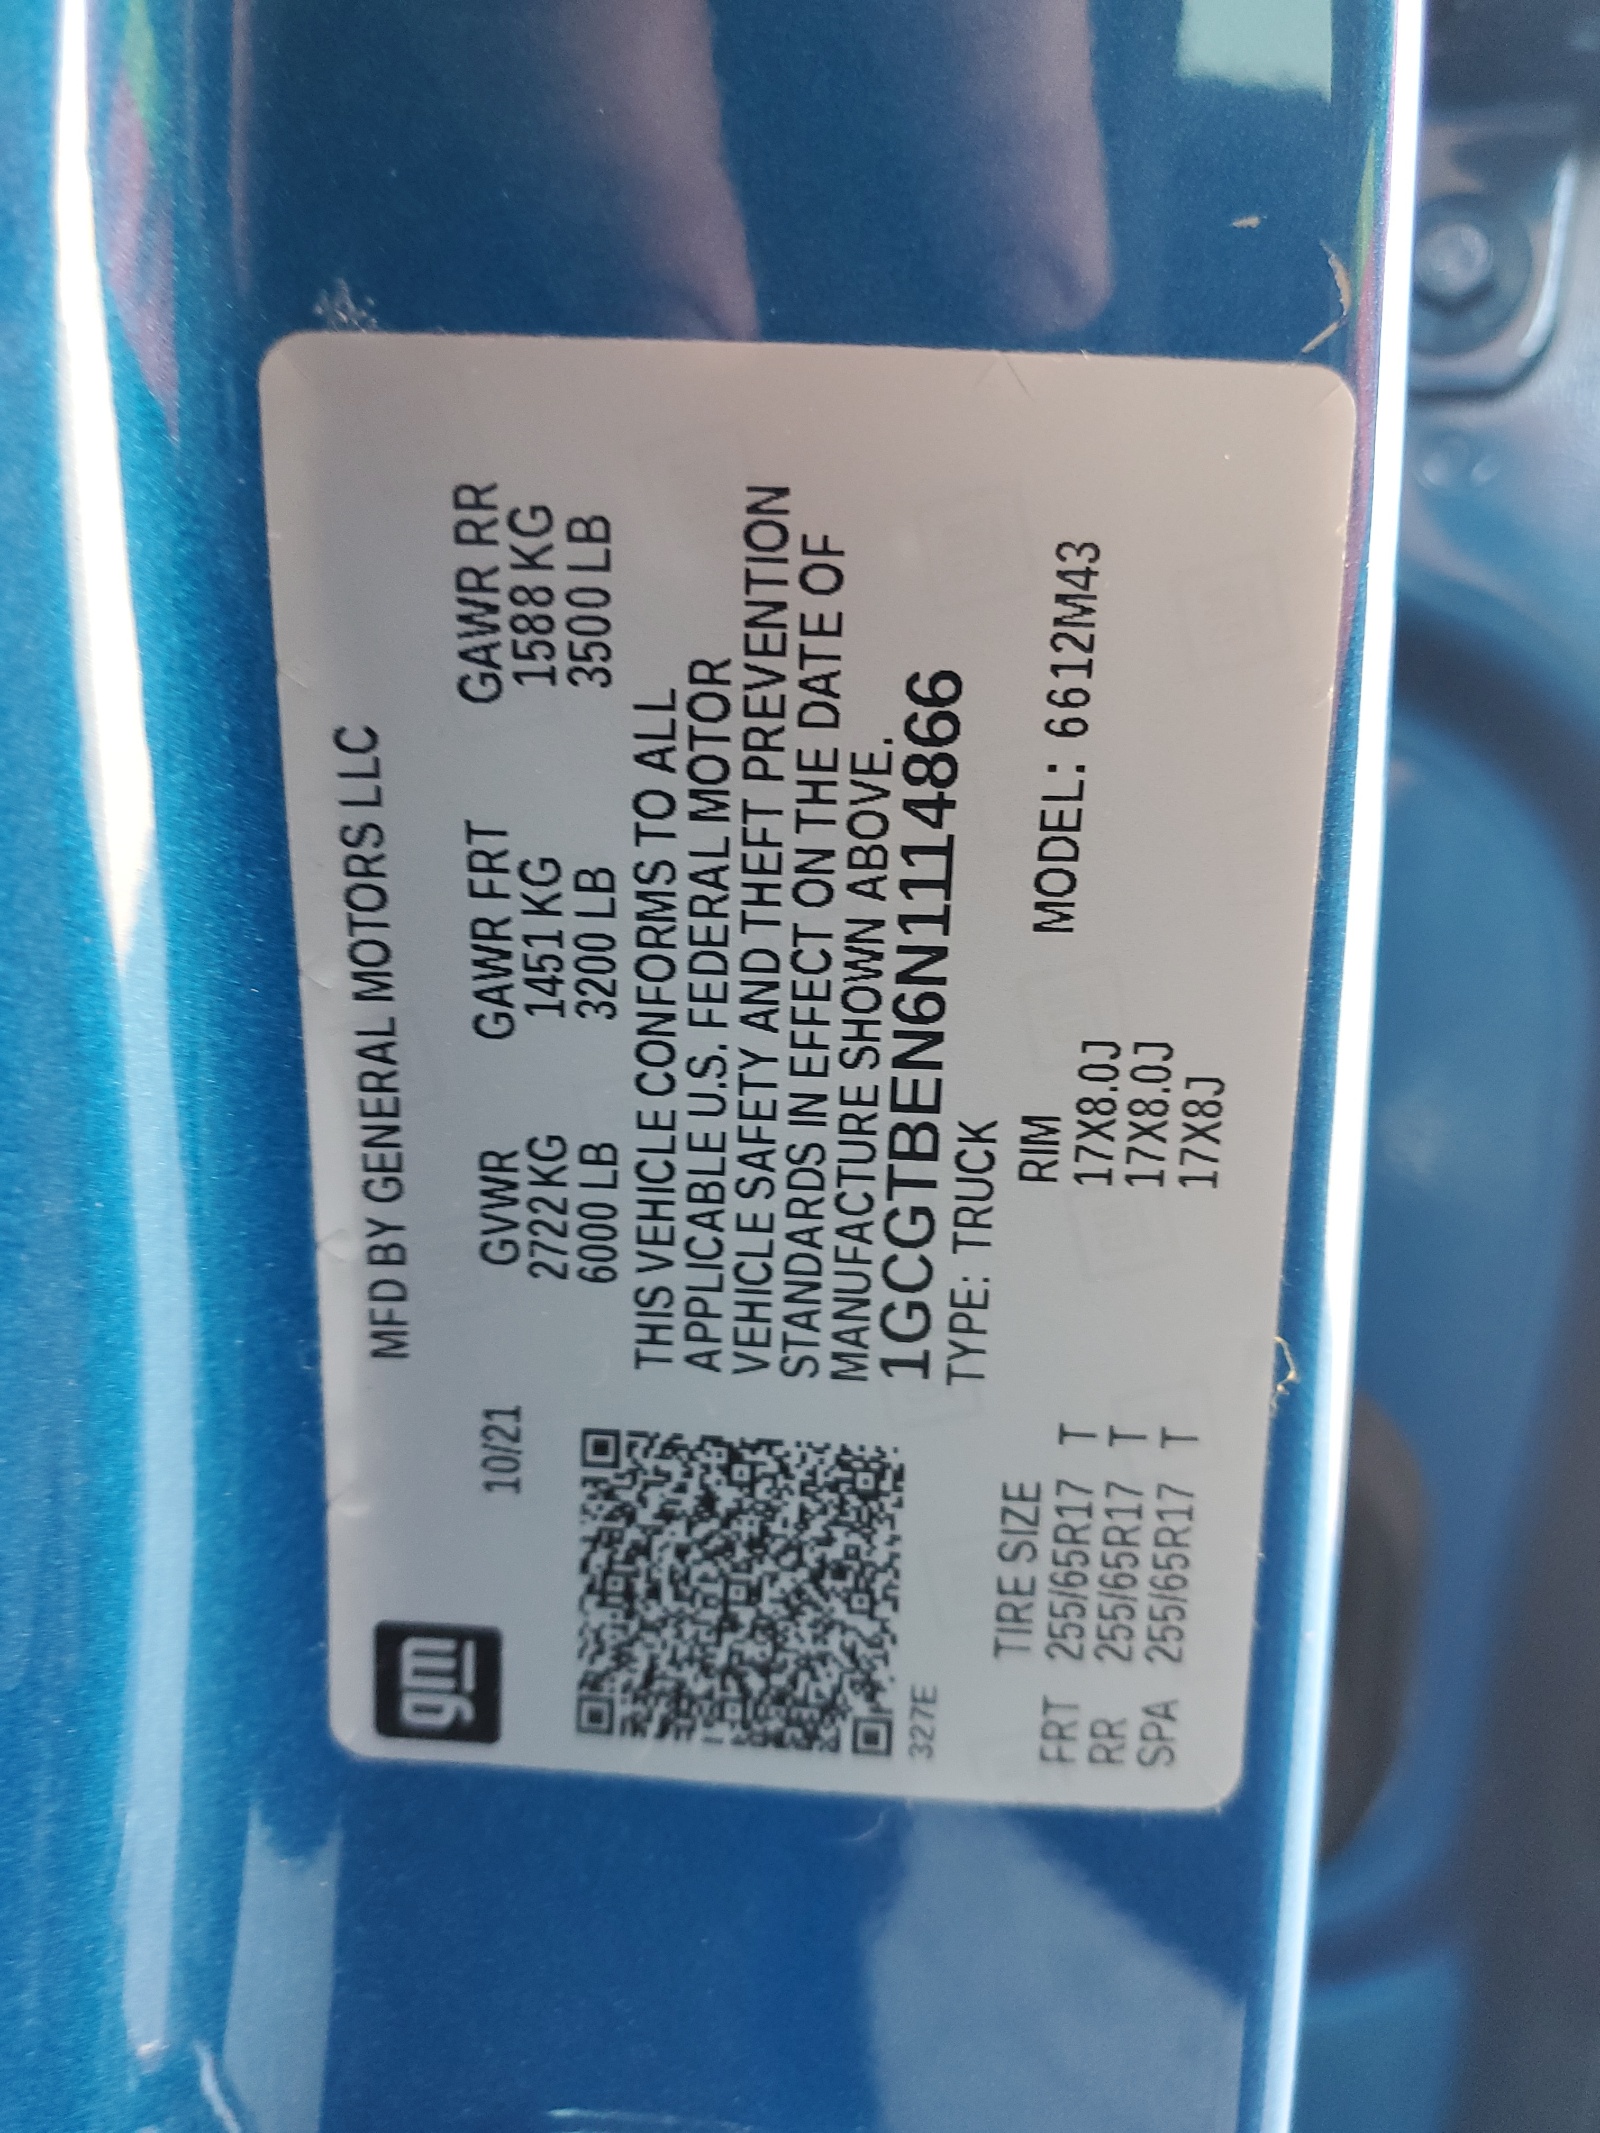 gm
MFD BY GENERAL MOTORS LLC
10/21
GVWR GAWR FRT GAWR RR
2722 KG 1451 KG 1588 KG
6000 LB 3200 LB 3500 LB
THIS VEHICLE CONFORMS TO ALL
APPLICABLE U.S. FEDERAL MOTOR
VEHICLE SAFETY AND THEFT PREVENTION
STANDARDS IN EFFECT ON THE DATE OF
MANUFACTURE SHOWN ABOVE.
1GCGTBEN6N1114866
327E
TYPE: TRUCK
TIRE SIZE RIM MODEL: 6612M43
FRT 255/65R17 T 17X8.0J
RR 255/65R17 T 17X8.0J
SPA 255/65R17 T 17X8J